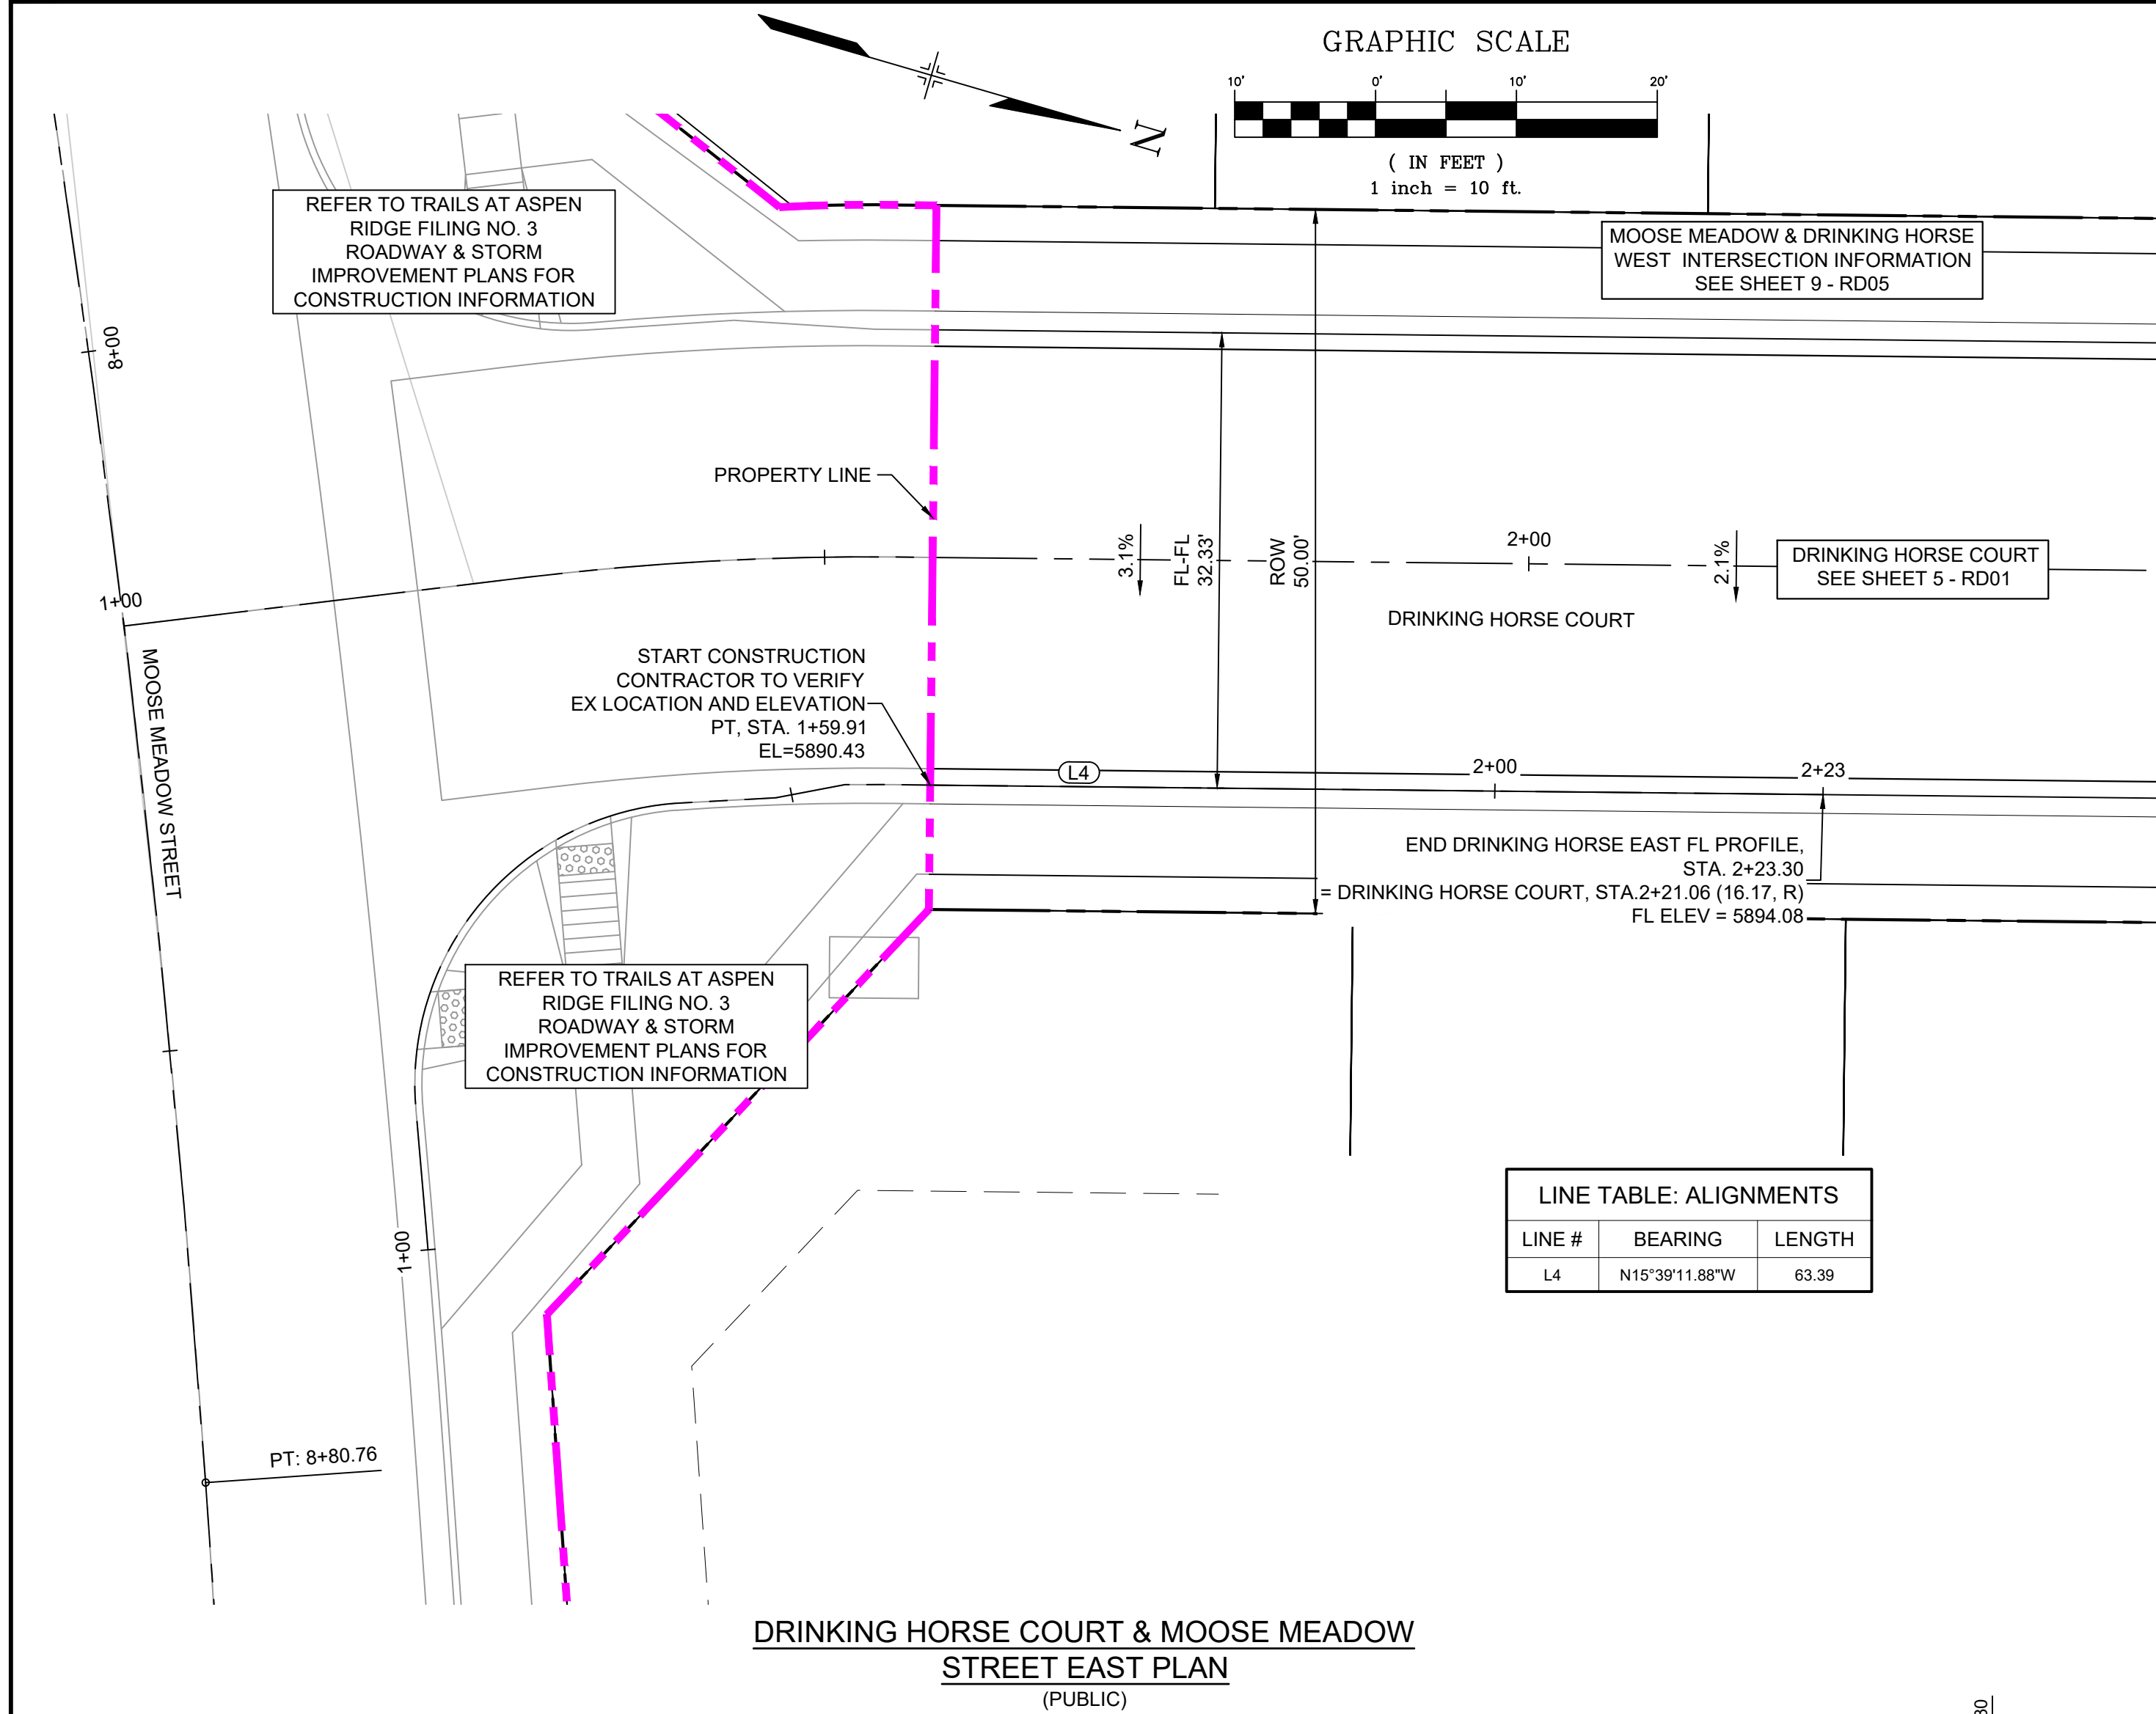 GRAPHIC SCALE
10'
0'
10'
20'
( IN FEET )
1 inch = 10 ft.
N
REFER TO TRAILS AT ASPEN
RIDGE FILING NO. 3
ROADWAY & STORM
IMPROVEMENT PLANS FOR
CONSTRUCTION INFORMATION
MOOSE MEADOW & DRINKING HORSE
WEST INTERSECTION INFORMATION
SEE SHEET 9 - RD05
8+00
PROPERTY LINE
3.1%
FL-FL
32.33'
ROW
50.00'
2+00
2.1%
DRINKING HORSE COURT
SEE SHEET 5 - RD01
1+00
DRINKING HORSE COURT
MOOSE MEADOW STREET
START CONSTRUCTION
CONTRACTOR TO VERIFY
EX LOCATION AND ELEVATION
PT, STA. 1+59.91
EL=5890.43
L4
2+00
2+23
END DRINKING HORSE EAST FL PROFILE,
STA. 2+23.30
= DRINKING HORSE COURT, STA.2+21.06 (16.17, R)
FL ELEV = 5894.08
REFER TO TRAILS AT ASPEN
RIDGE FILING NO. 3
ROADWAY & STORM
IMPROVEMENT PLANS FOR
CONSTRUCTION INFORMATION
1+00
LINE TABLE: ALIGNMENTS
LINE # BEARING LENGTH
L4 N15°39'11.88"W 63.39
PT: 8+80.76
DRINKING HORSE COURT & MOOSE MEADOW
STREET EAST PLAN
(PUBLIC)